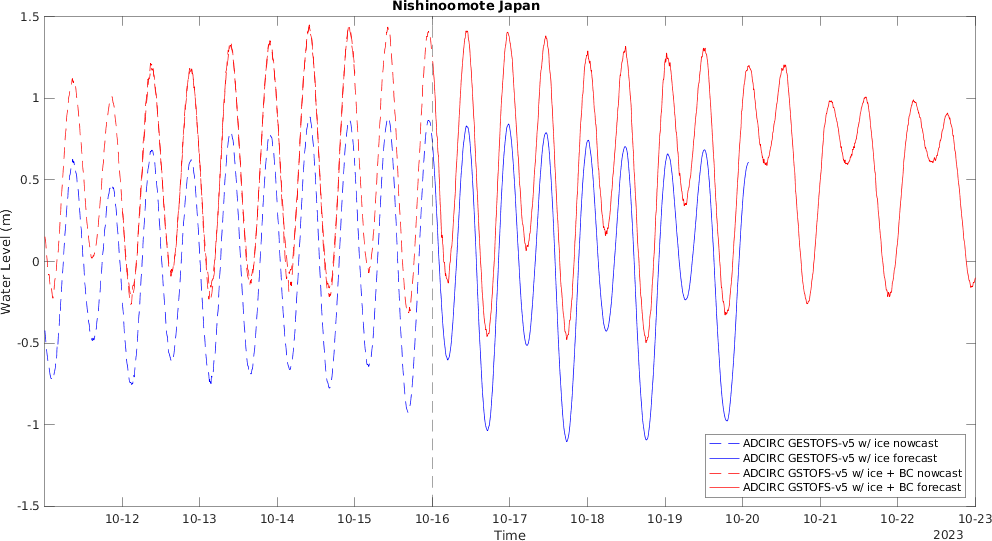 Nishinoomote Japan
1.5
1
0.5
0
-0.5
-1
-1.5
Water Level (m)
ADCIRC GESTOFS-v5 w/ ice nowcast
ADCIRC GESTOFS-v5 w/ ice forecast
ADCIRC GSTOFS-v5 w/ ice + BC nowcast
ADCIRC GSTOFS-v5 w/ ice + BC forecast
10-12 10-13 10-14 10-15 10-16 10-17 10-18 10-19 10-20 10-21 10-22 10-23
Time
2023